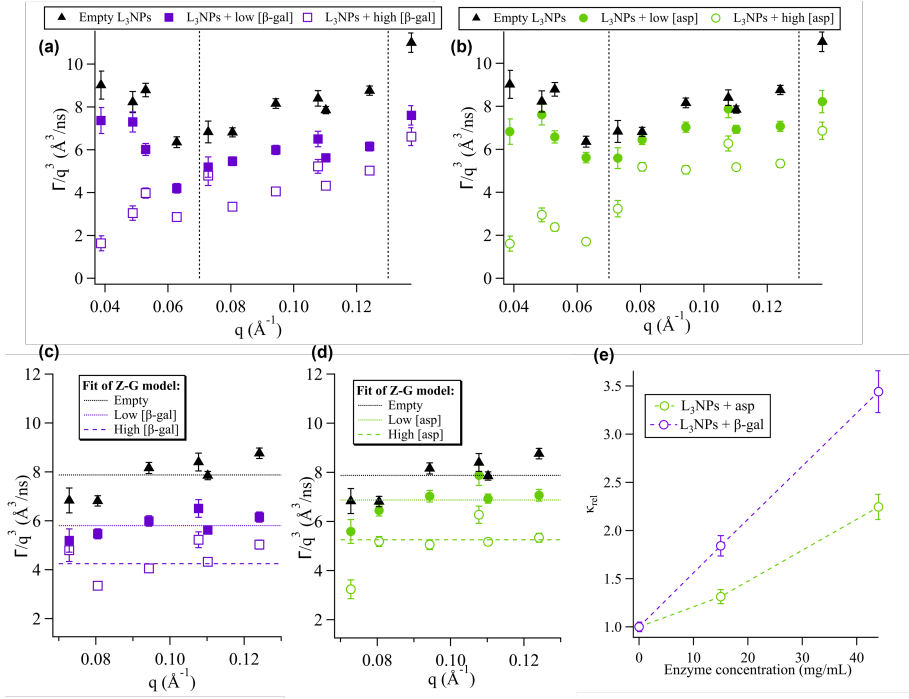 Empty L₃NPs L₃NPs + low [β-gal] L₃NPs + high [β-gal]
Empty L₃NPs L₃NPs + low [asp] L₃NPs + high [asp]
(a)
10
8
6
4
2
0
Γ/q³ (Å³/ns)
0.04 0.06 0.08 0.10 0.12
q (Å⁻¹)
(b)
10
8
6
4
2
0
Γ/q³ (Å³/ns)
0.04 0.06 0.08 0.10 0.12
q (Å⁻¹)
(c)
12
10
8
6
4
2
Γ/q³ (Å³/ns)
Fit of Z-G model:
Empty
Low [β-gal]
High [β-gal]
0.08 0.10 0.12
q (Å⁻¹)
(d)
12
10
8
6
4
2
Γ/q³ (Å³/ns)
Fit of Z-G model:
Empty
Low [asp]
High [asp]
0.08 0.10 0.12
q (Å⁻¹)
(e)
3.5
3.0
2.5
2.0
1.5
1.0
κrel
L₃NPs + asp
L₃NPs + β-gal
0 10 20 30 40
Enzyme concentration (mg/mL)